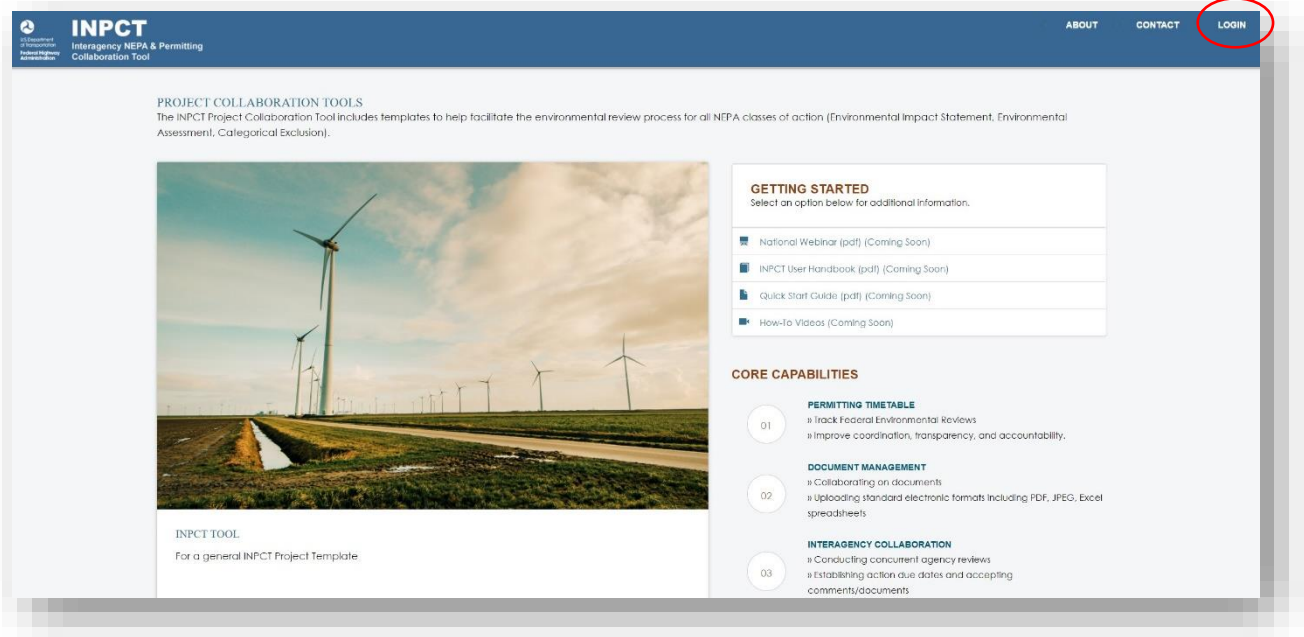 U.S. Department
of Transportation
Federal Highway
Administration
INPCT
Interagency NEPA & Permitting
Collaboration Tool
ABOUT
CONTACT
LOGIN
PROJECT COLLABORATION TOOLS
The INPCT Project Collaboration Tool includes templates to help facilitate the environmental review process for all NEPA classes of action (Environmental Impact Statement, Environmental
Assessment, Categorical Exclusion).
INPCT TOOL
For a general INPCT Project Template
GETTING STARTED
Select an option below for additional information.
National Webinar (pdf) (Coming Soon)
INPCT User Handbook (pdf) (Coming Soon)
Quick Start Guide (pdf) (Coming Soon)
How-To Videos (Coming Soon)
CORE CAPABILITIES
01
PERMITTING TIMETABLE
» Track Federal Environmental Reviews
» Improve coordination, transparency, and accountability.
02
DOCUMENT MANAGEMENT
» Collaborating on documents
» Uploading standard electronic formats including PDF, JPEG, Excel
spreadsheets
03
INTERAGENCY COLLABORATION
» Conducting concurrent agency reviews
» Establishing action due dates and accepting
comments/documents